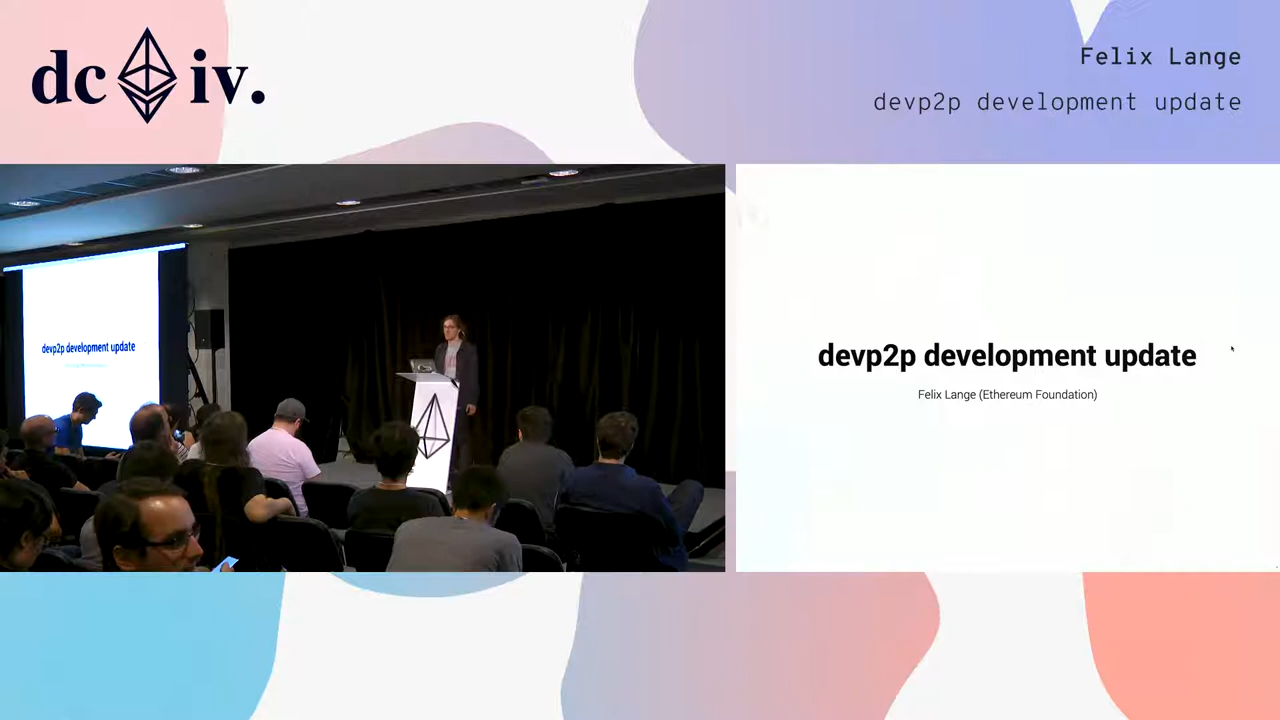 dc iv.
Felix Lange
devp2p development update
devp2p development update
devp2p development update
Felix Lange (Ethereum Foundation)